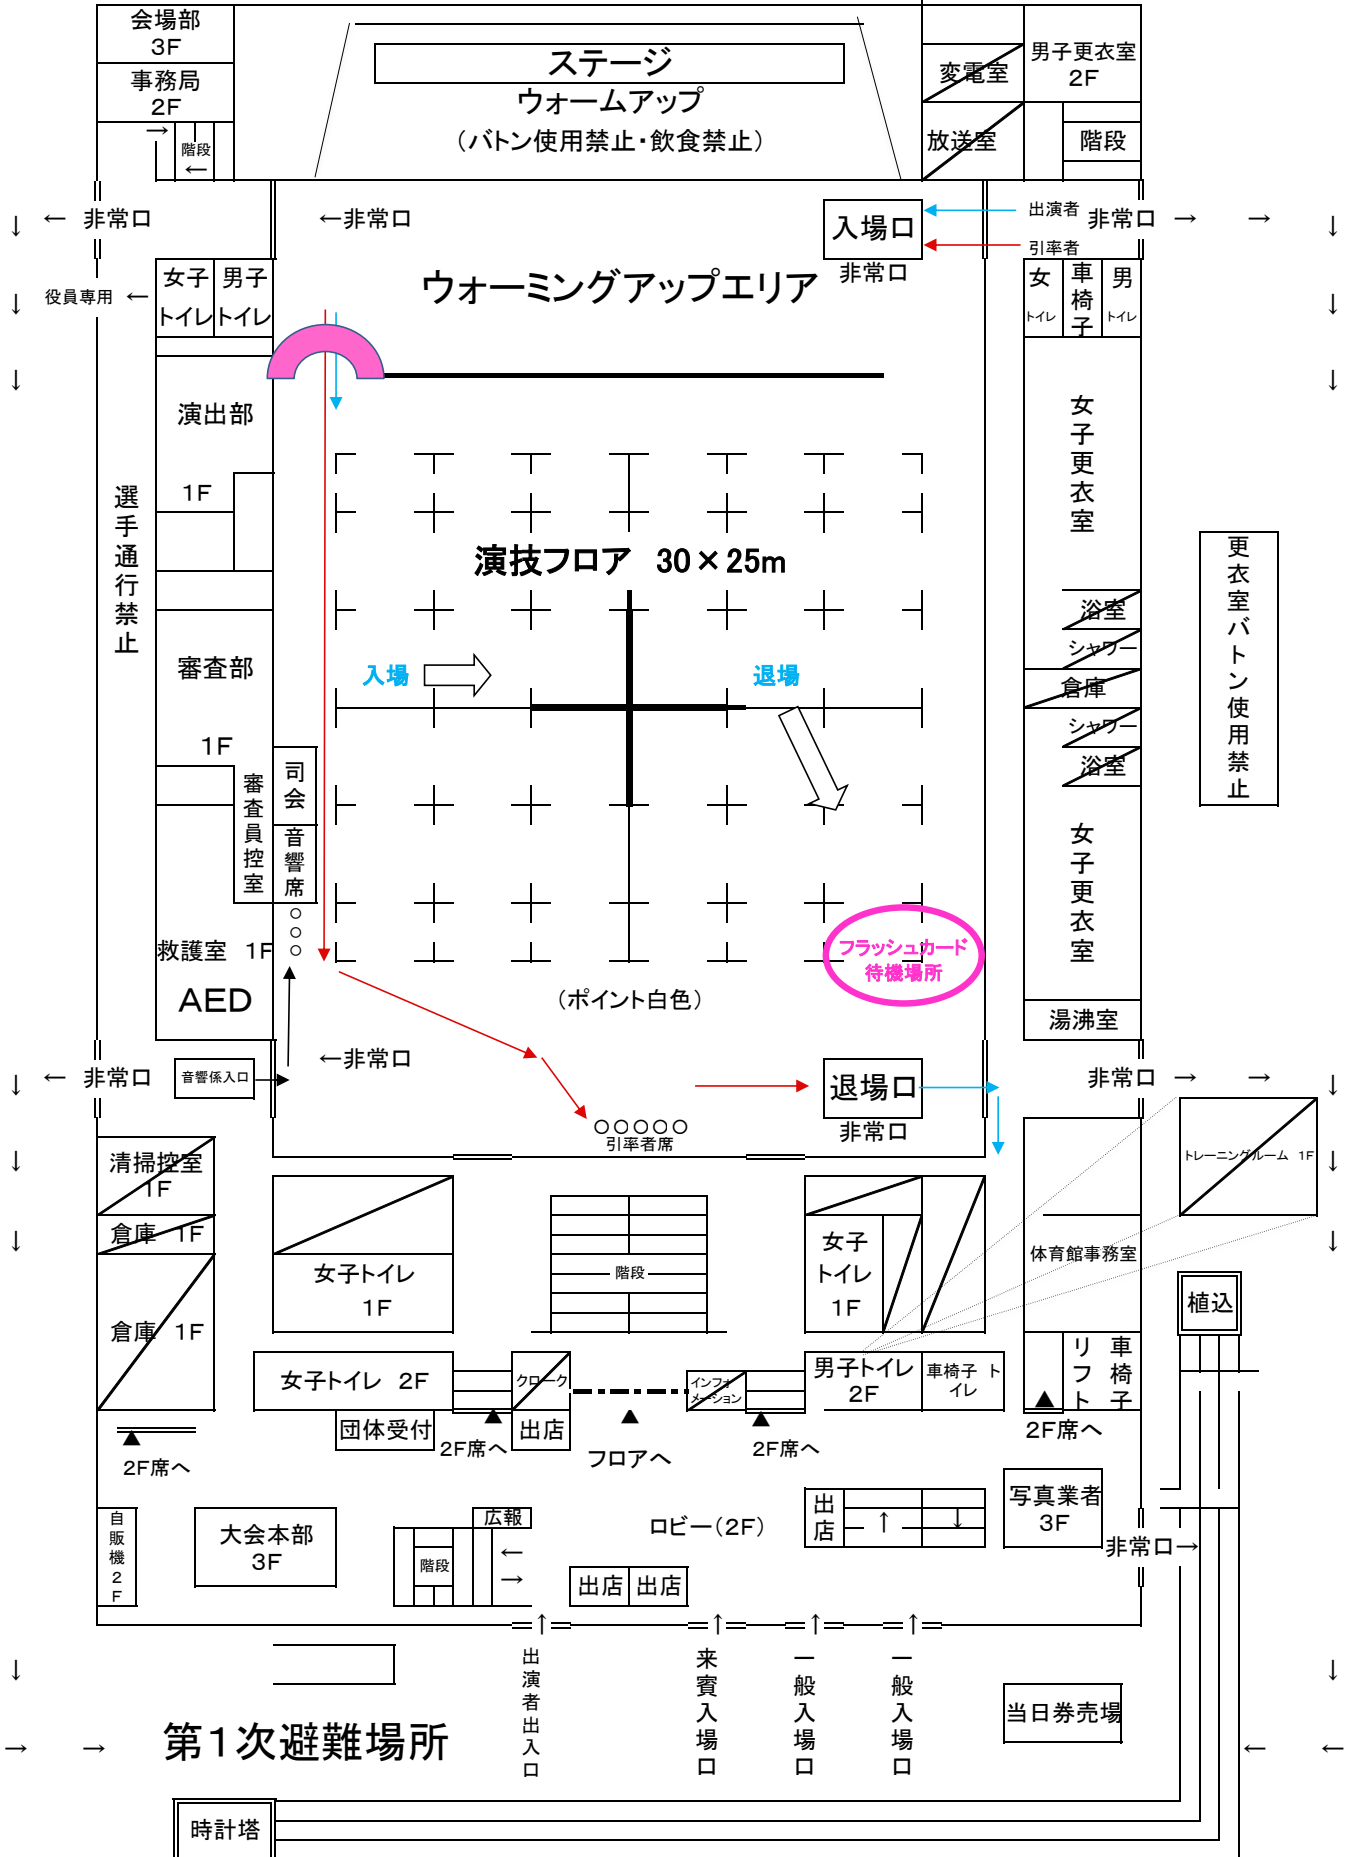 会場部
3F
事務局
2F
→
階段
←
ステージ
ウォームアップ
（バトン使用禁止・飲食禁止）
変電室
放送室
男子更衣室
2F
階段
↓ ← 非常口
←非常口
入場口
非常口
出演者
引率者
非常口 → → ↓
役員専用 ←
女子
トイレ
男子
トイレ
ウォーミングアップエリア
女
トイレ
車椅子
男
トイレ
演出部
1F
選手通行禁止
審査部
1F
審査員控室
司会
音響席
○
○
○
救護室 1F
AED
演技フロア 30×25m
入場
退場
フラッシュカード
待機場所
（ポイント白色）
女子更衣室
浴室
シャワー
倉庫
シャワー
浴室
女子更衣室
湯沸室
更衣室バトン使用禁止
↓ ← 非常口
音響係入口
←非常口
○○○○○
引率者席
退場口
非常口
非常口 → → ↓
清掃控室
1F
倉庫 1F
倉庫 1F
女子トイレ
1F
階段
女子
トイレ
1F
体育館事務室
トレーニングルーム 1F
植込
女子トイレ 2F
クローク
インフォ
メーション
男子トイレ
2F
車椅子 ト
イレ
リフト
車椅子
団体受付
出店
2F席へ
2F席へ
フロアへ
2F席へ
2F席へ
自販機2F
大会本部
3F
広報
階段
←
→
ロビー（2F）
出店
↑ ↓
写真業者
3F
非常口→
出店
出店
↑ ↑ ↑ ↑
出演者出入口
来賓入場口
一般入場口
一般入場口
当日券売場
→ → 第1次避難場所
← ←
時計塔